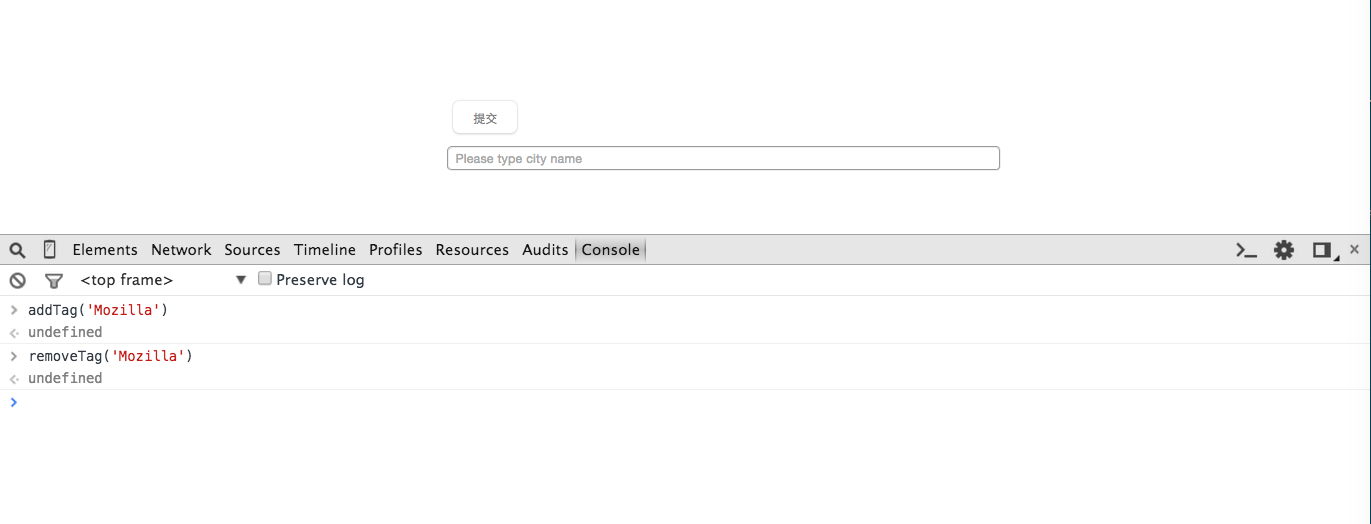 提交
Please type city name
Elements Network Sources Timeline Profiles Resources Audits Console
<top frame> Preserve log
addTag('Mozilla')
undefined
removeTag('Mozilla')
undefined